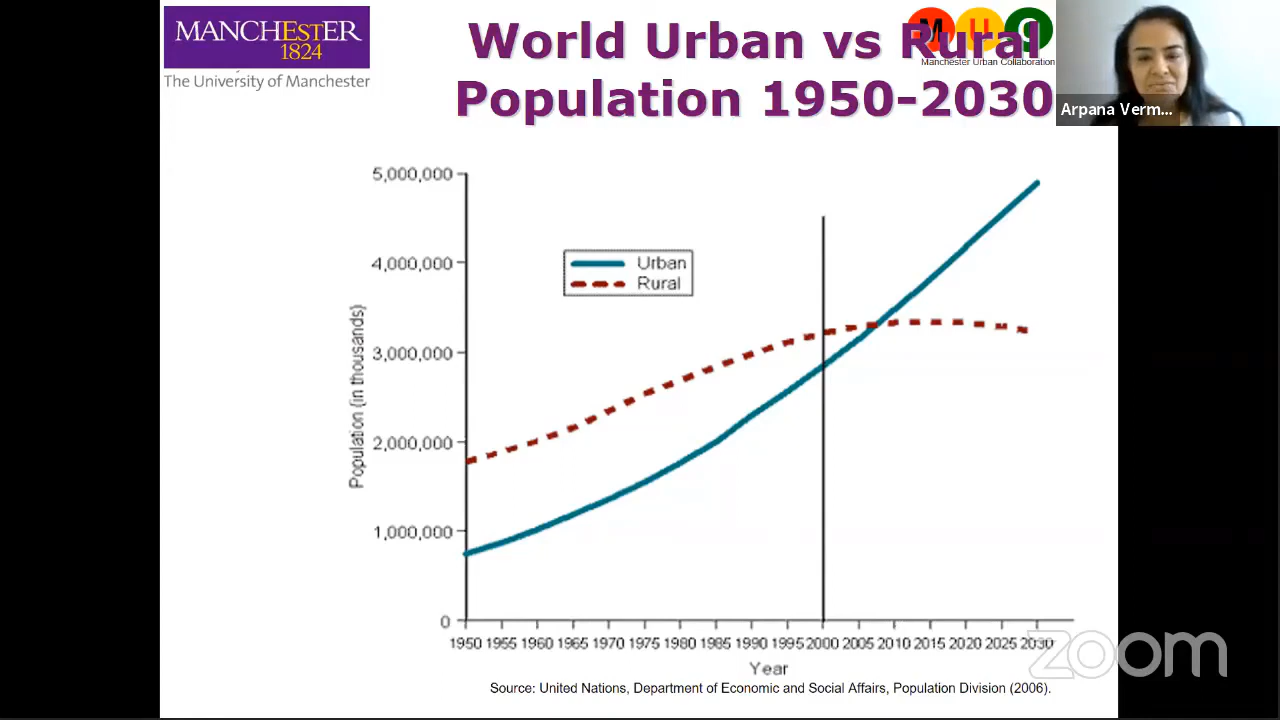 MANCHESTER
1824
The University of Manchester
M U C
Manchester Urban Collaboration
World Urban vs Rural
Population 1950-2030
Arpana Verm...
5,000,000
4,000,000
3,000,000
2,000,000
1,000,000
0
Population (in thousands)
Urban
Rural
1950 1955 1960 1965 1970 1975 1980 1985 1990 1995 2000 2005 2010 2015 2020 2025 2030
Year
Source: United Nations, Department of Economic and Social Affairs, Population Division (2006).
zoom